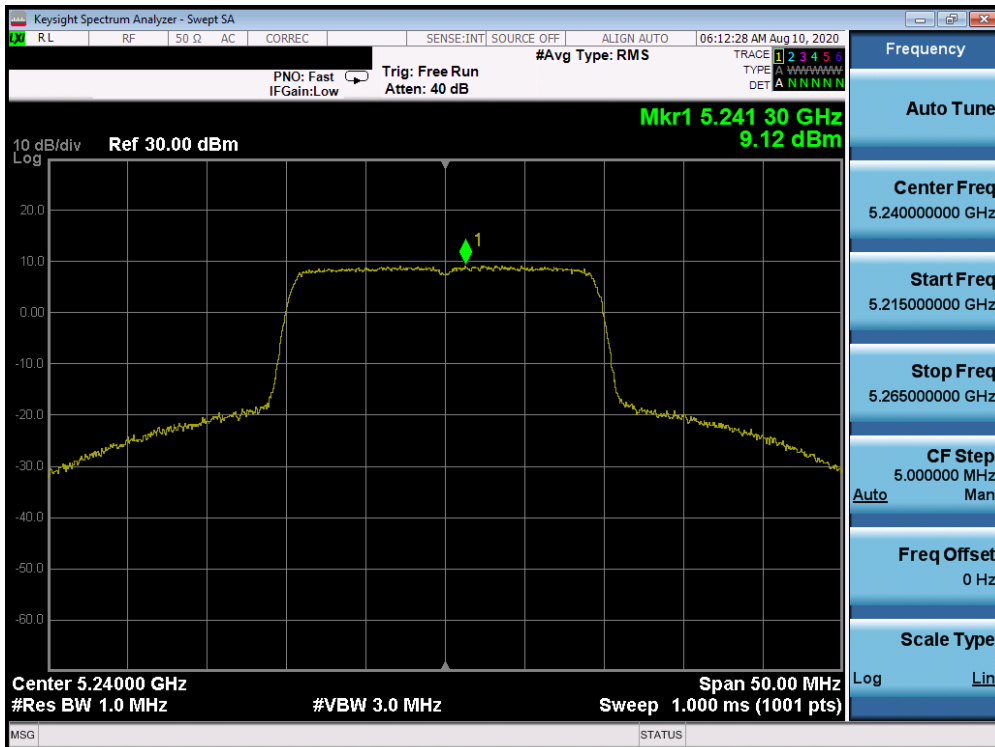 Keysight Spectrum Analyzer - Swept SA
LXI RL RF 50 Ω AC CORREC SENSE:INT SOURCE OFF ALIGN AUTO 06:12:28 AM Aug 10, 2020
Frequency
#Avg Type: RMS
TRACE 1 2 3 4 5 6
PNO: Fast Trig: Free Run
TYPE A WWWWW
IFGain:Low Atten: 40 dB
DET A N N N N N
Auto Tune
Mkr1 5.241 30 GHz
9.12 dBm
10 dB/div Ref 30.00 dBm
Log
20.0
10.0
0.00
-10.0
-20.0
-30.0
-40.0
-50.0
-60.0
1
Center Freq
5.240000000 GHz
Start Freq
5.215000000 GHz
Stop Freq
5.265000000 GHz
CF Step
5.000000 MHz
Auto Man
Freq Offset
0 Hz
Scale Type
Log Lin
Center 5.24000 GHz Span 50.00 MHz
#Res BW 1.0 MHz #VBW 3.0 MHz Sweep 1.000 ms (1001 pts)
MSG STATUS